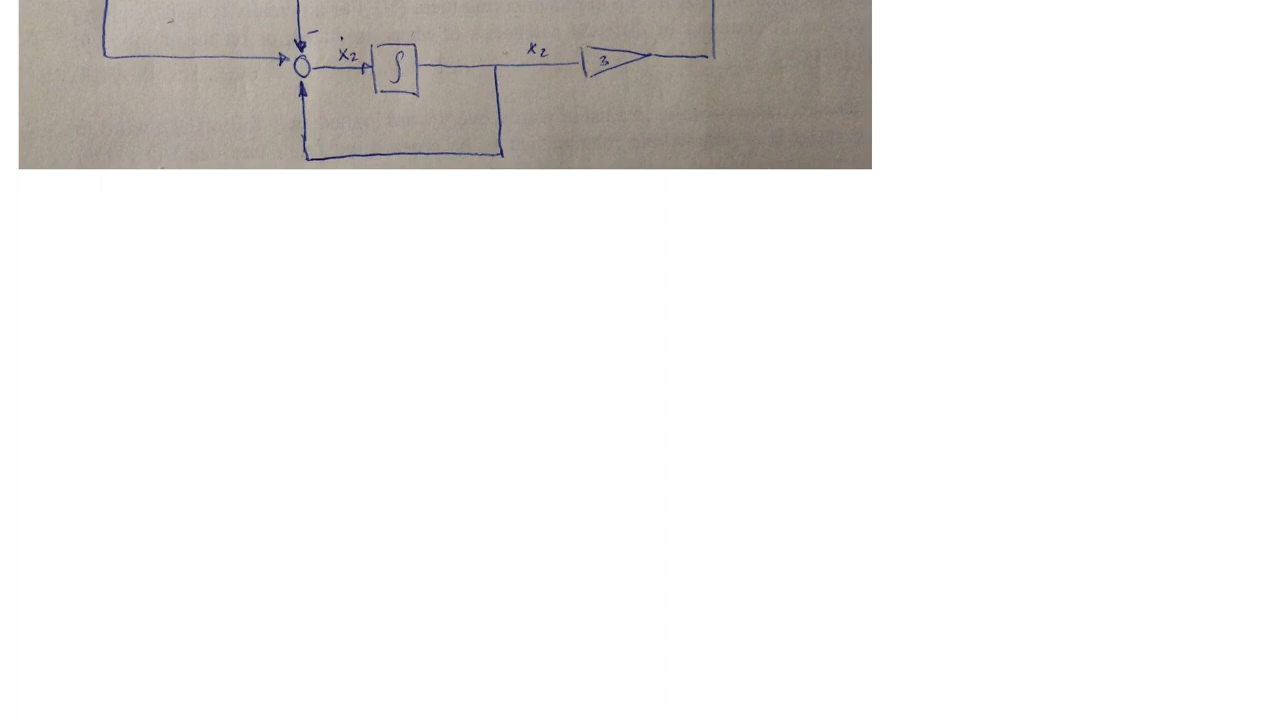 -
ẋ₂ ∫ x₂ 3